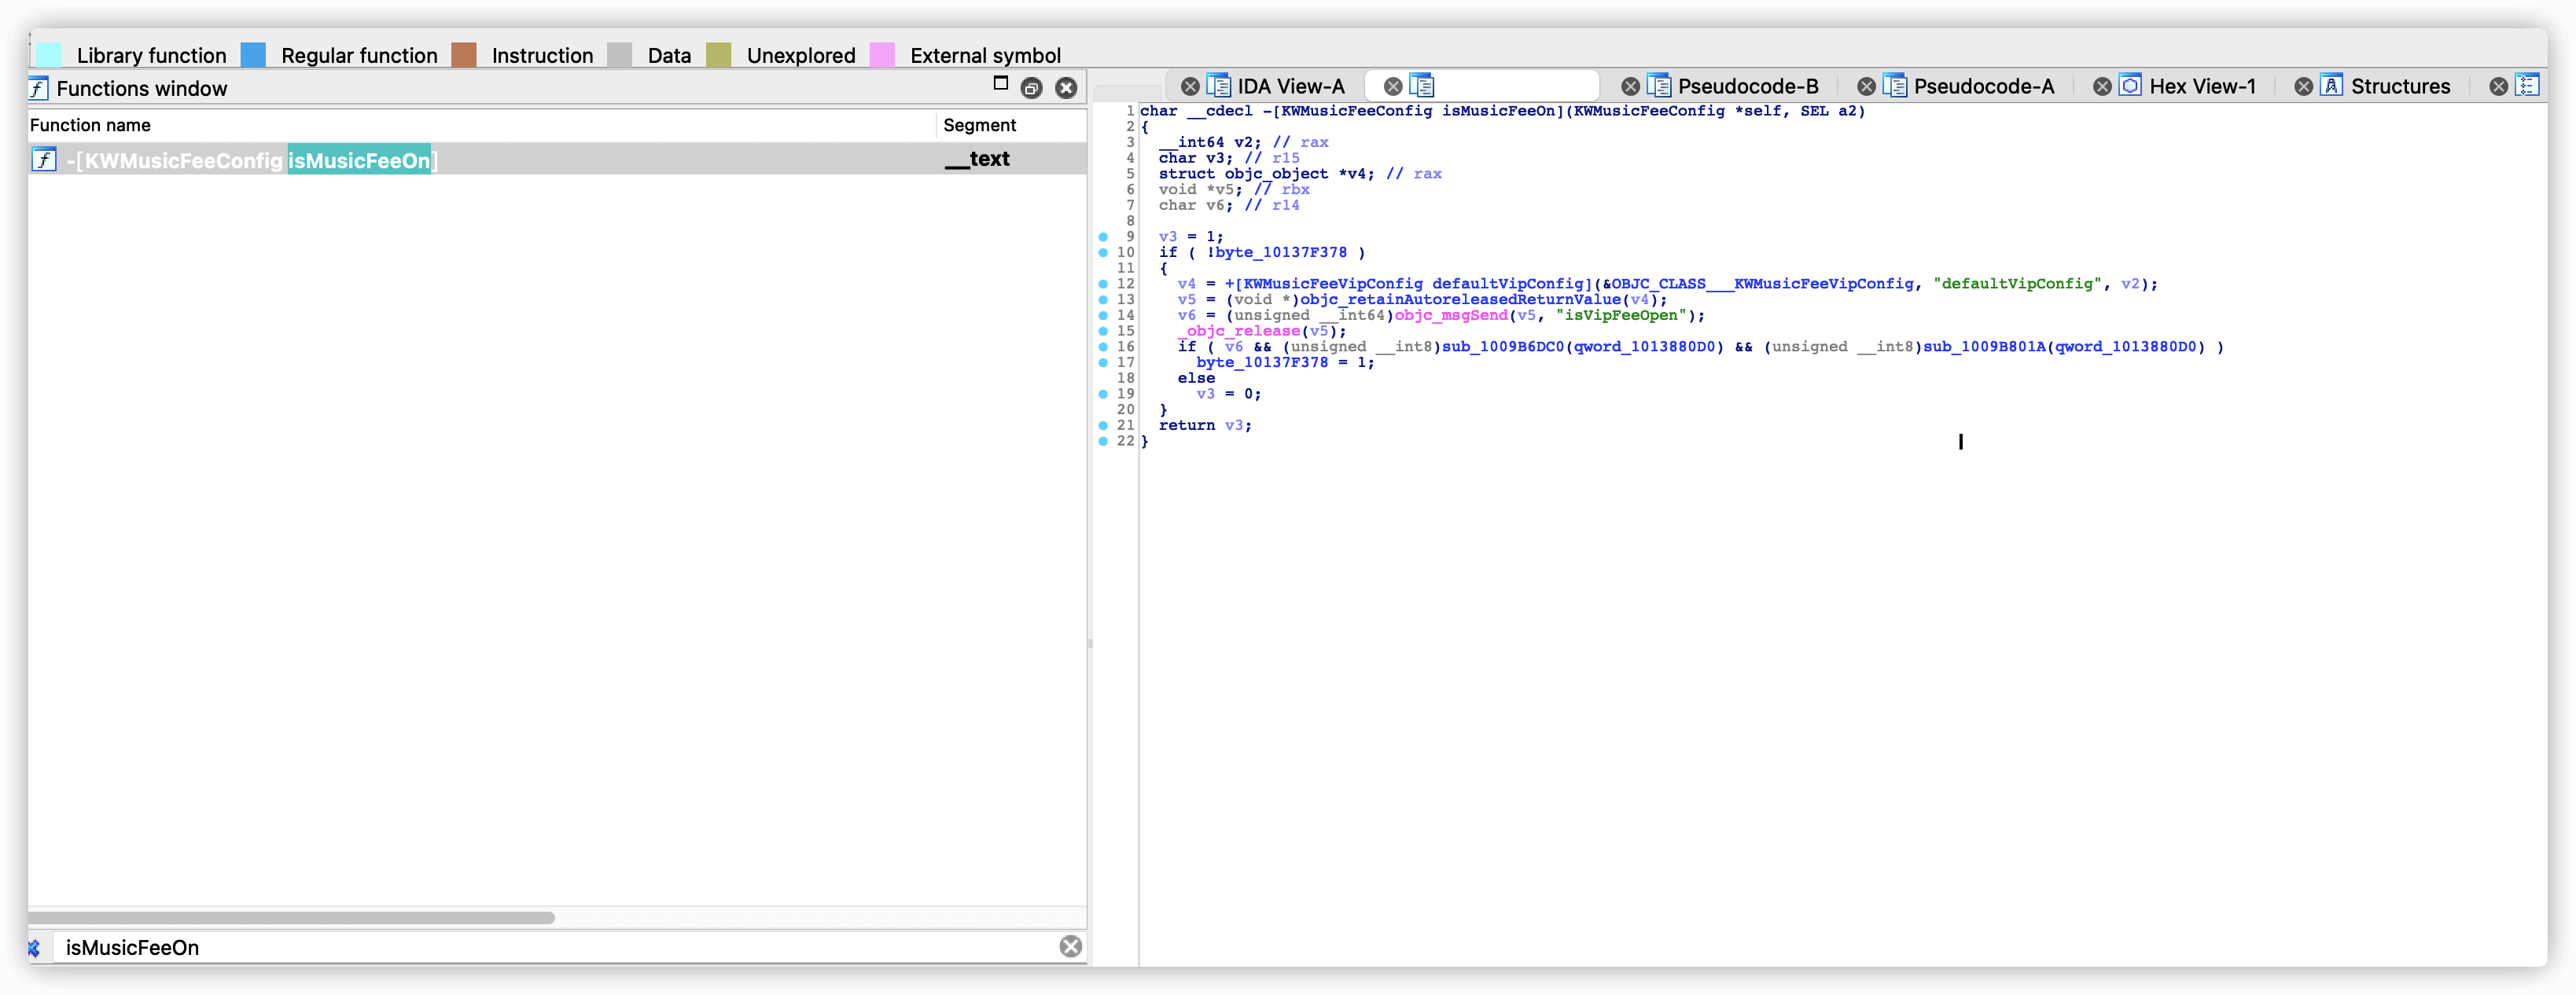 Library function Regular function Instruction Data Unexplored External symbol
Functions window
Function name Segment
-[KWMusicFeeConfig isMusicFeeOn] __text
isMusicFeeOn
IDA View-A Pseudocode-B Pseudocode-A Hex View-1 Structures
1 char __cdecl -[KWMusicFeeConfig isMusicFeeOn](KWMusicFeeConfig *self, SEL a2)
2 {
3 __int64 v2; // rax
4 char v3; // r15
5 struct objc_object *v4; // rax
6 void *v5; // rbx
7 char v6; // r14
8
9 v3 = 1;
10 if ( !byte_10137F378 )
11 {
12 v4 = +[KWMusicFeeVipConfig defaultVipConfig](&OBJC_CLASS___KWMusicFeeVipConfig, "defaultVipConfig", v2);
13 v5 = (void *)objc_retainAutoreleasedReturnValue(v4);
14 v6 = (unsigned __int64)objc_msgSend(v5, "isVipFeeOpen");
15 _objc_release(v5);
16 if ( v6 && (unsigned __int8)sub_1009B6DC0(qword_1013880D0) && (unsigned __int8)sub_1009B801A(qword_1013880D0) )
17 byte_10137F378 = 1;
18 else
19 v3 = 0;
20 }
21 return v3;
22 }